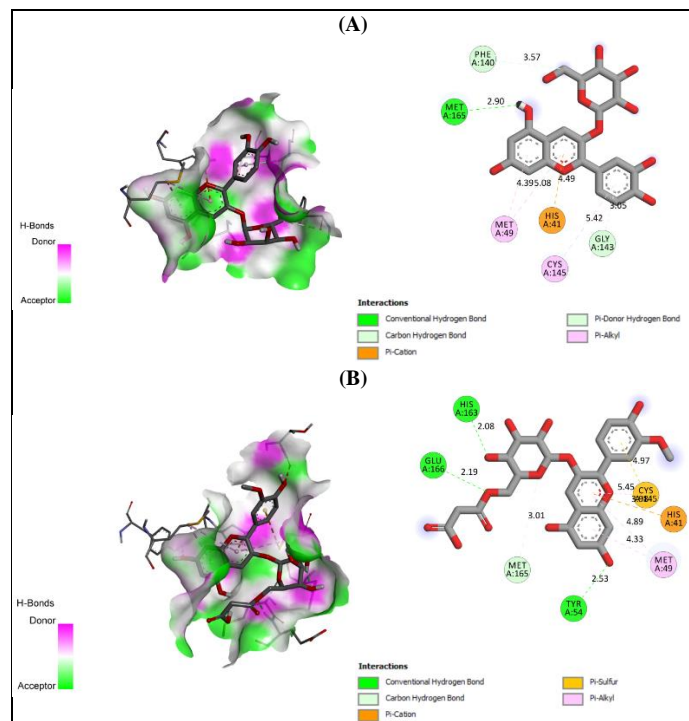 (A)
H-Bonds
Donor
Acceptor
PHE
A:140
3.57
MET
A:165
2.90
4.39
5.08
4.49
3.05
MET
A:49
HIS
A:41
5.42
GLY
A:143
CYS
A:145
Interactions
Conventional Hydrogen Bond
Carbon Hydrogen Bond
Pi-Cation
Pi-Donor Hydrogen Bond
Pi-Alkyl
(B)
H-Bonds
Donor
Acceptor
HIS
A:163
2.08
GLU
A:166
2.19
4.97
5.45
CYS
A:145
HIS
A:41
3.01
4.89
4.33
MET
A:165
MET
A:49
2.53
TYR
A:54
Interactions
Conventional Hydrogen Bond
Carbon Hydrogen Bond
Pi-Cation
Pi-Sulfur
Pi-Alkyl